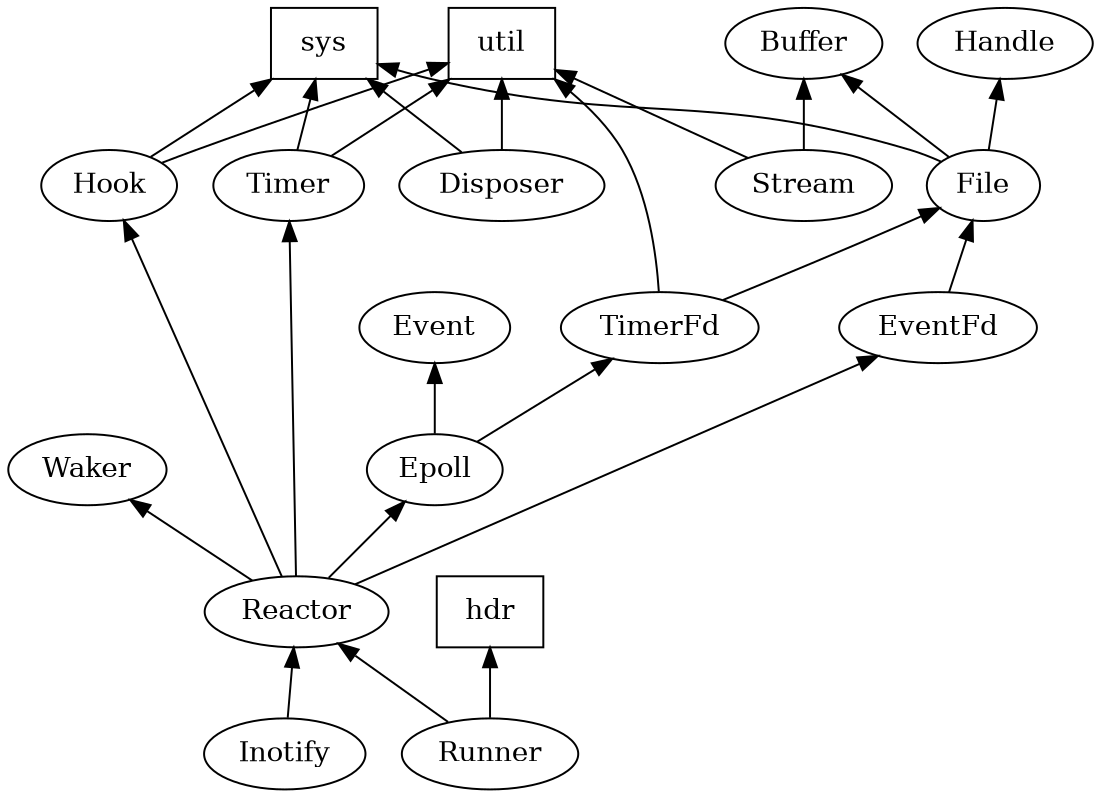 sys
util
Buffer
Handle
Hook
Timer
Disposer
Stream
File
Event
TimerFd
EventFd
Waker
Epoll
Reactor
hdr
Inotify
Runner